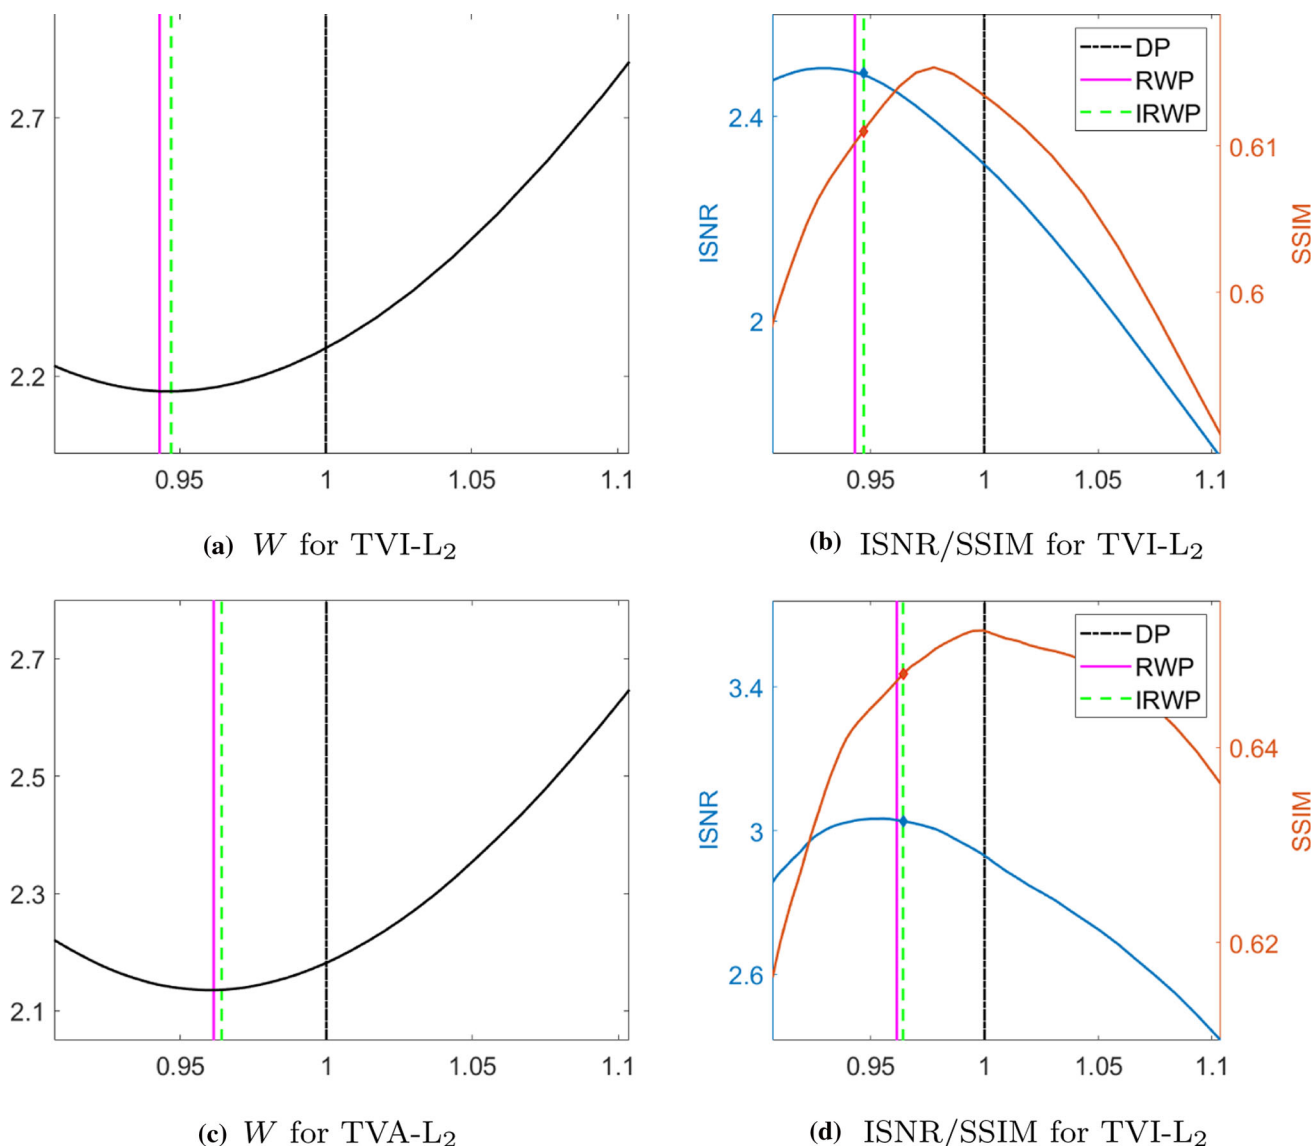 2.7
2.2
0.95 1 1.05 1.1
(a) W for TVI-L₂
ISNR
2.4
2
DP
RWP
IRWP
0.61
0.6
SSIM
0.95 1 1.05 1.1
(b) ISNR/SSIM for TVI-L₂
2.7
2.5
2.3
2.1
0.95 1 1.05 1.1
(c) W for TVA-L₂
ISNR
3.4
3
2.6
DP
RWP
IRWP
0.64
0.62
SSIM
0.95 1 1.05 1.1
(d) ISNR/SSIM for TVI-L₂